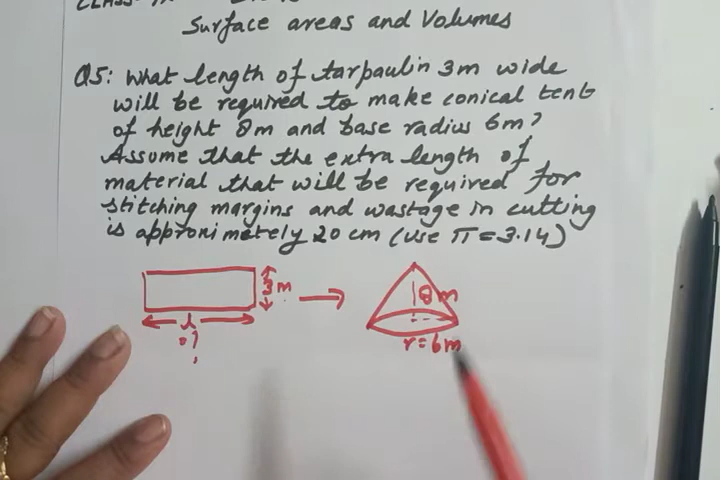 Surface areas and Volumes
Q5: What length of tarpaulin 3m wide
will be required to make conical tent
of height 8m and base radius 6m?
Assume that the extra length of
material that will be required for
stitching margins and wastage in cutting
is approximately 20 cm (use π = 3.14)
3m
8m
l
?
r = 6m